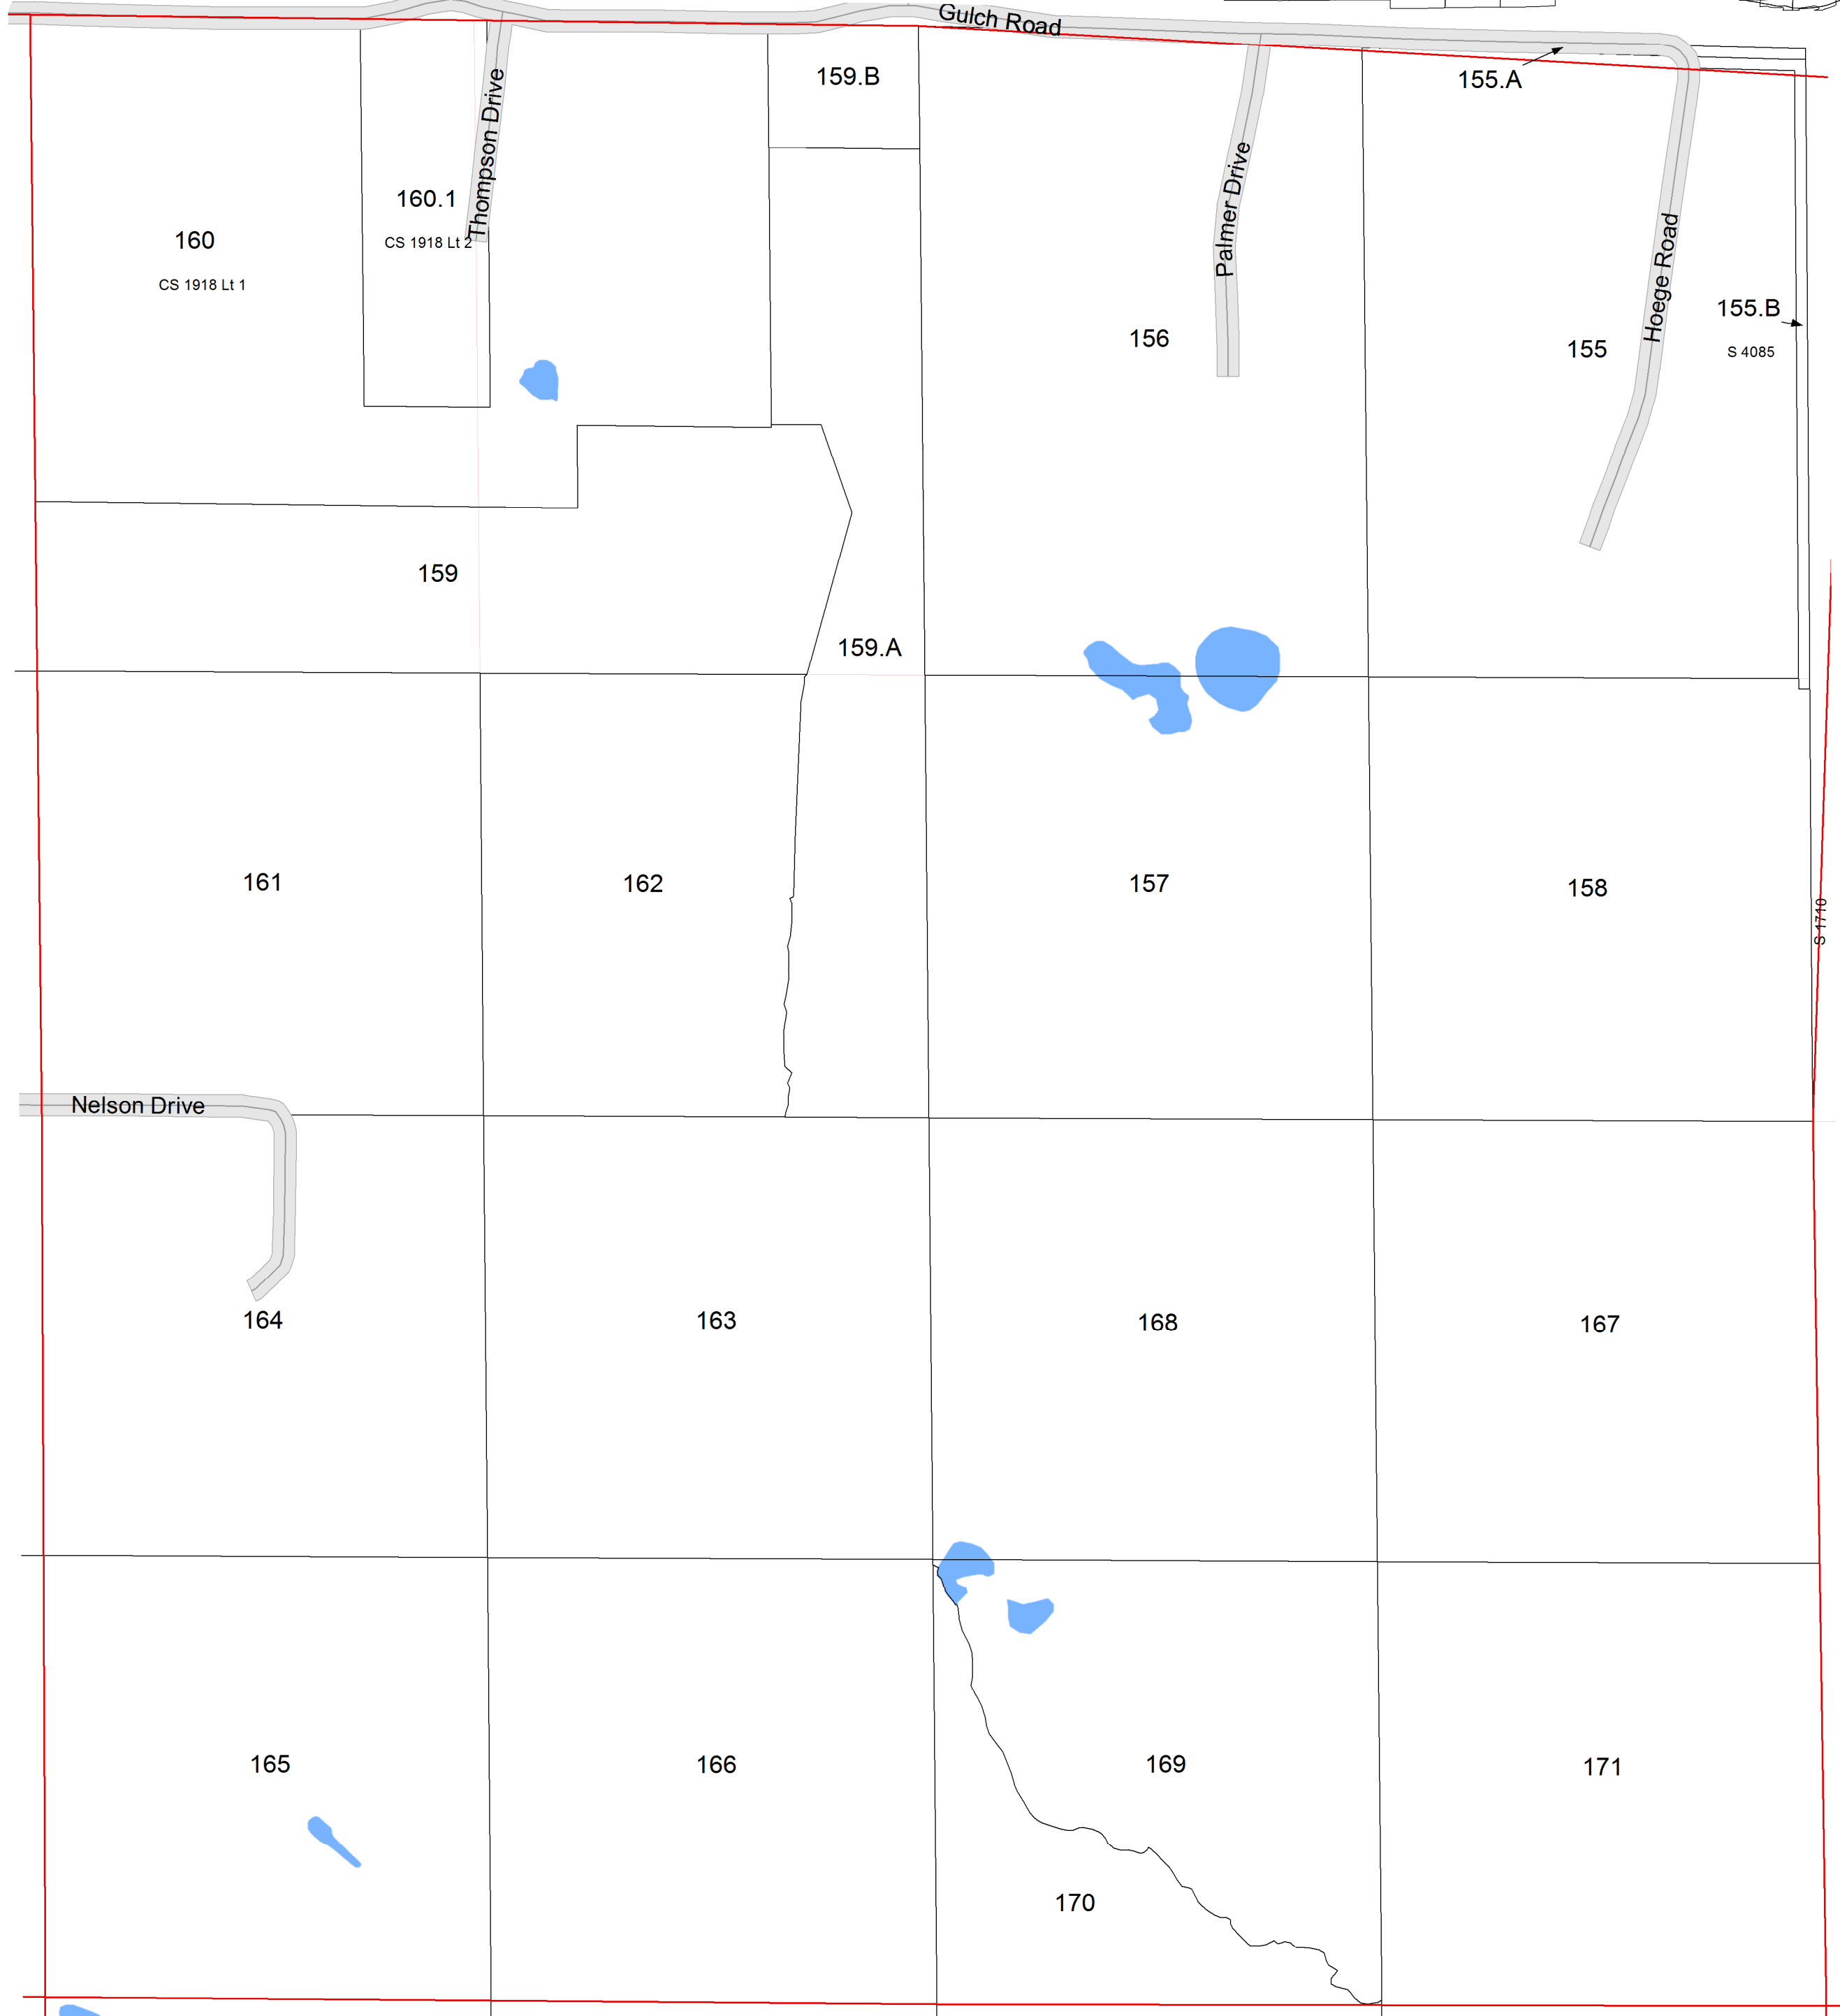 Gulch Road
159.B
155.A
Thompson Drive
160.1
CS 1918 Lt 2
160
CS 1918 Lt 1
Palmer Drive
Hoege Road
155.B
S 4085
156
155
159
159.A
161
162
157
158
S 1710
Nelson Drive
164
163
168
167
165
166
169
171
170